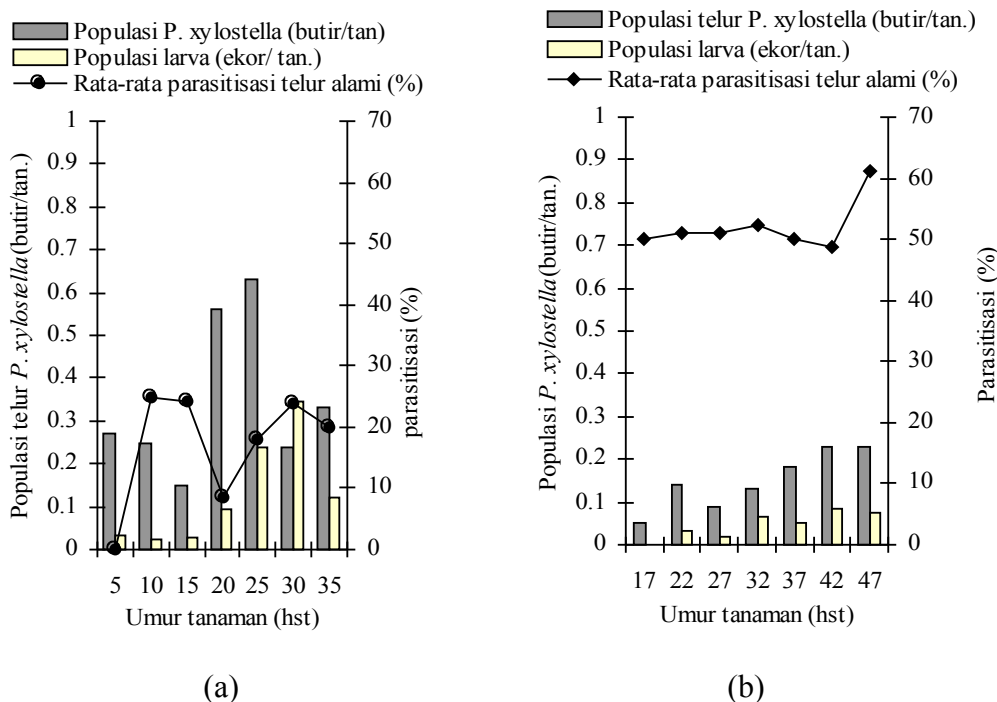 Populasi P. xylostella (butir/tan)
Populasi larva (ekor/ tan.)
Rata-rata parasitisasi telur alami (%)
Populasi telur P. xylostella (butir/tan.)
1
0.9
0.8
0.7
0.6
0.5
0.4
0.3
0.2
0.1
0
70
60
50
40
30
20
10
0
parasitisasi (%)
5 10 15 20 25 30 35
Umur tanaman (hst)
(a)
Populasi telur P. xylostella (butir/tan.)
Populasi larva (ekor/tan.)
Rata-rata parasitisasi telur alami (%)
Populasi P. xylostella (butir/tan.)
1
0.9
0.8
0.7
0.6
0.5
0.4
0.3
0.2
0.1
0
70
60
50
40
30
20
10
0
Parasitisasi (%)
17 22 27 32 37 42 47
Umur tanaman (hst)
(b)